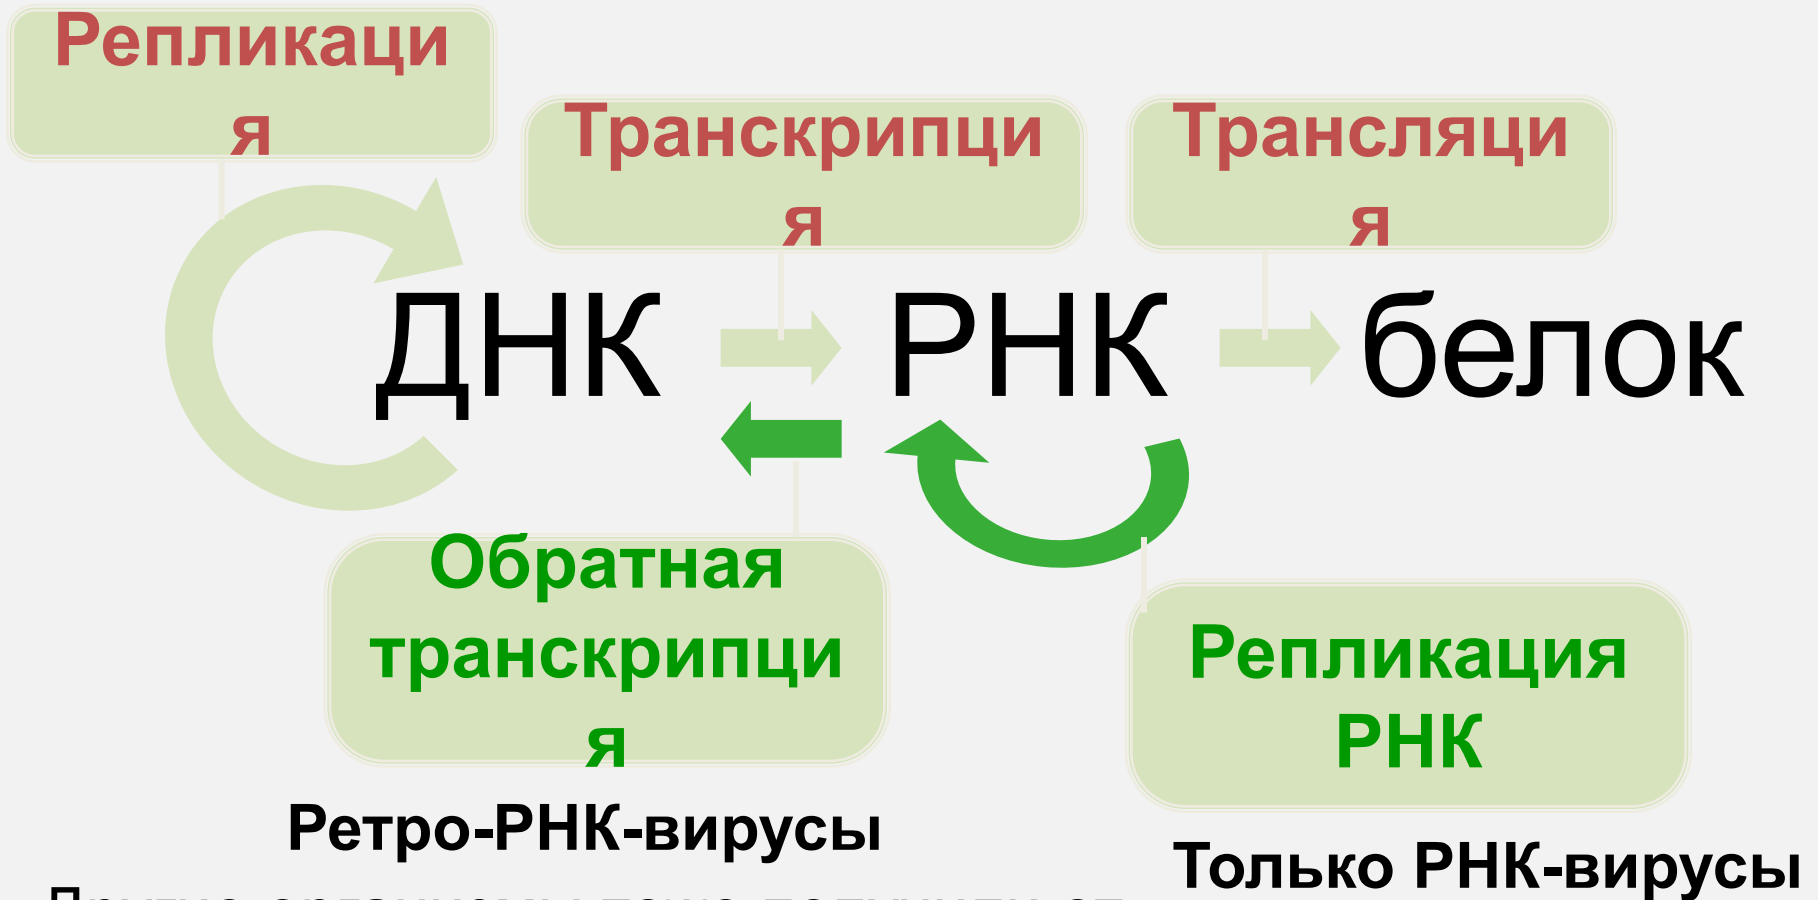 Репликаци
я
Транскрипци
я
Трансляци
я
ДНК
РНК
белок
Обратная
транскрипци
я
Репликация
РНК
Ретро-РНК-вирусы
Только РНК-вирусы